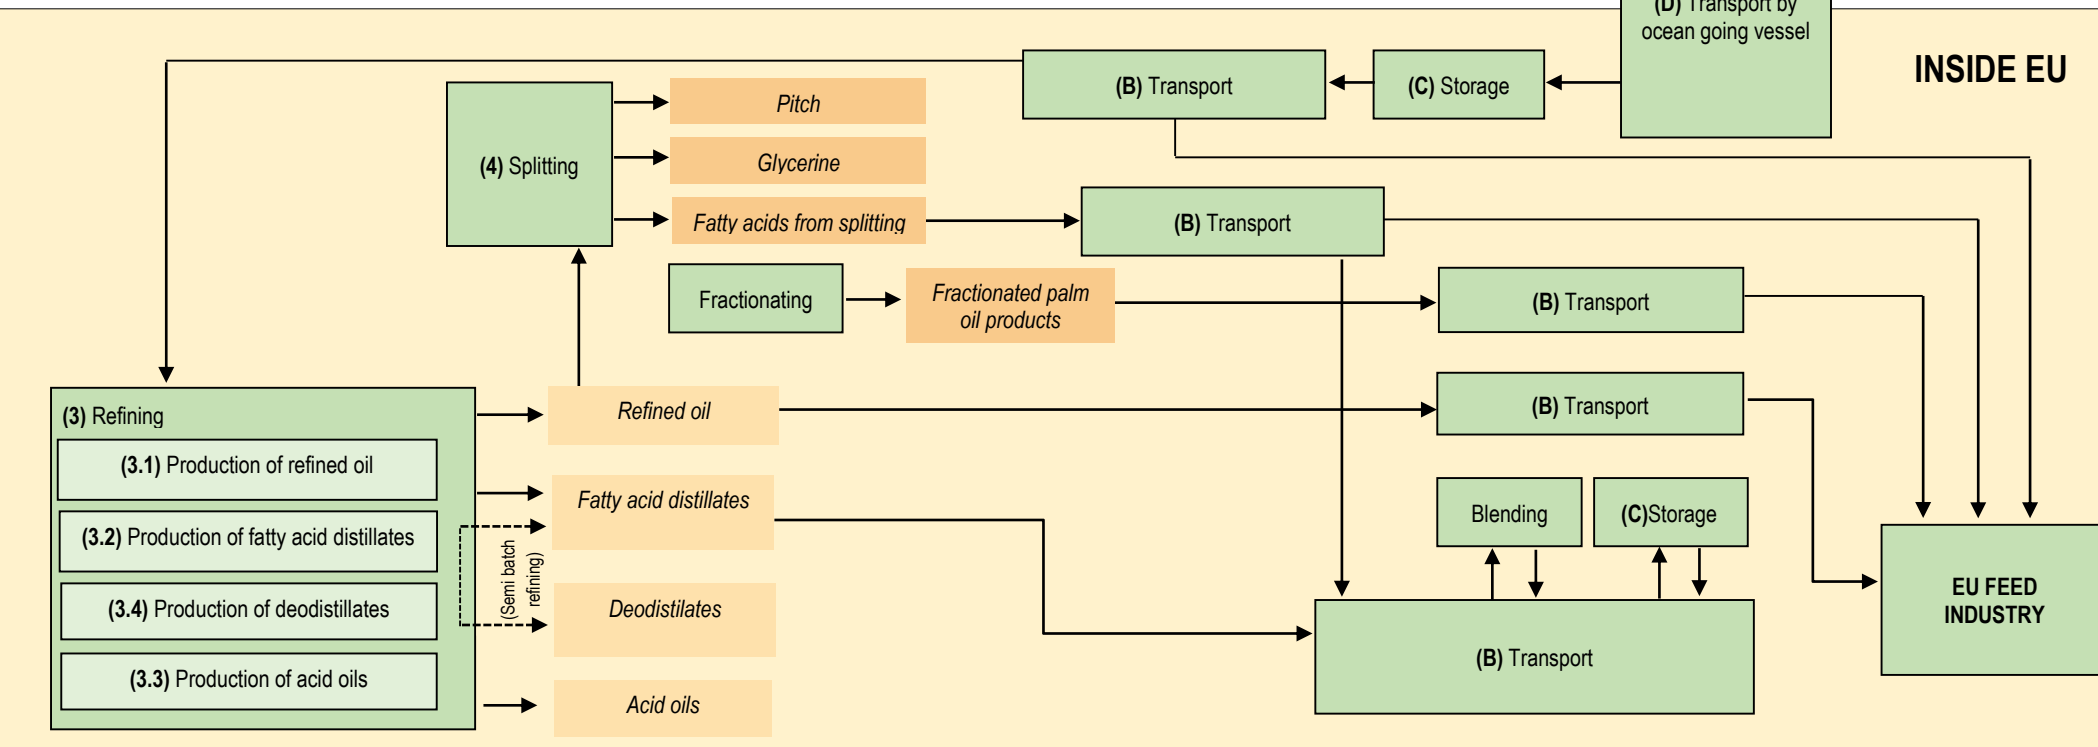 (D) Transport by
ocean going vessel
INSIDE EU
(B) Transport
(C) Storage
Pitch
(4) Splitting
Glycerine
Fatty acids from splitting
(B) Transport
Fractionating
Fractionated palm
oil products
(B) Transport
(3) Refining
Refined oil
(B) Transport
(3.1) Production of refined oil
Fatty acid distillates
Blending
(C)Storage
(3.2) Production of fatty acid distillates
(Semi batch
refining)
(3.4) Production of deodistillates
Deodistilates
EU FEED
INDUSTRY
(B) Transport
(3.3) Production of acid oils
Acid oils